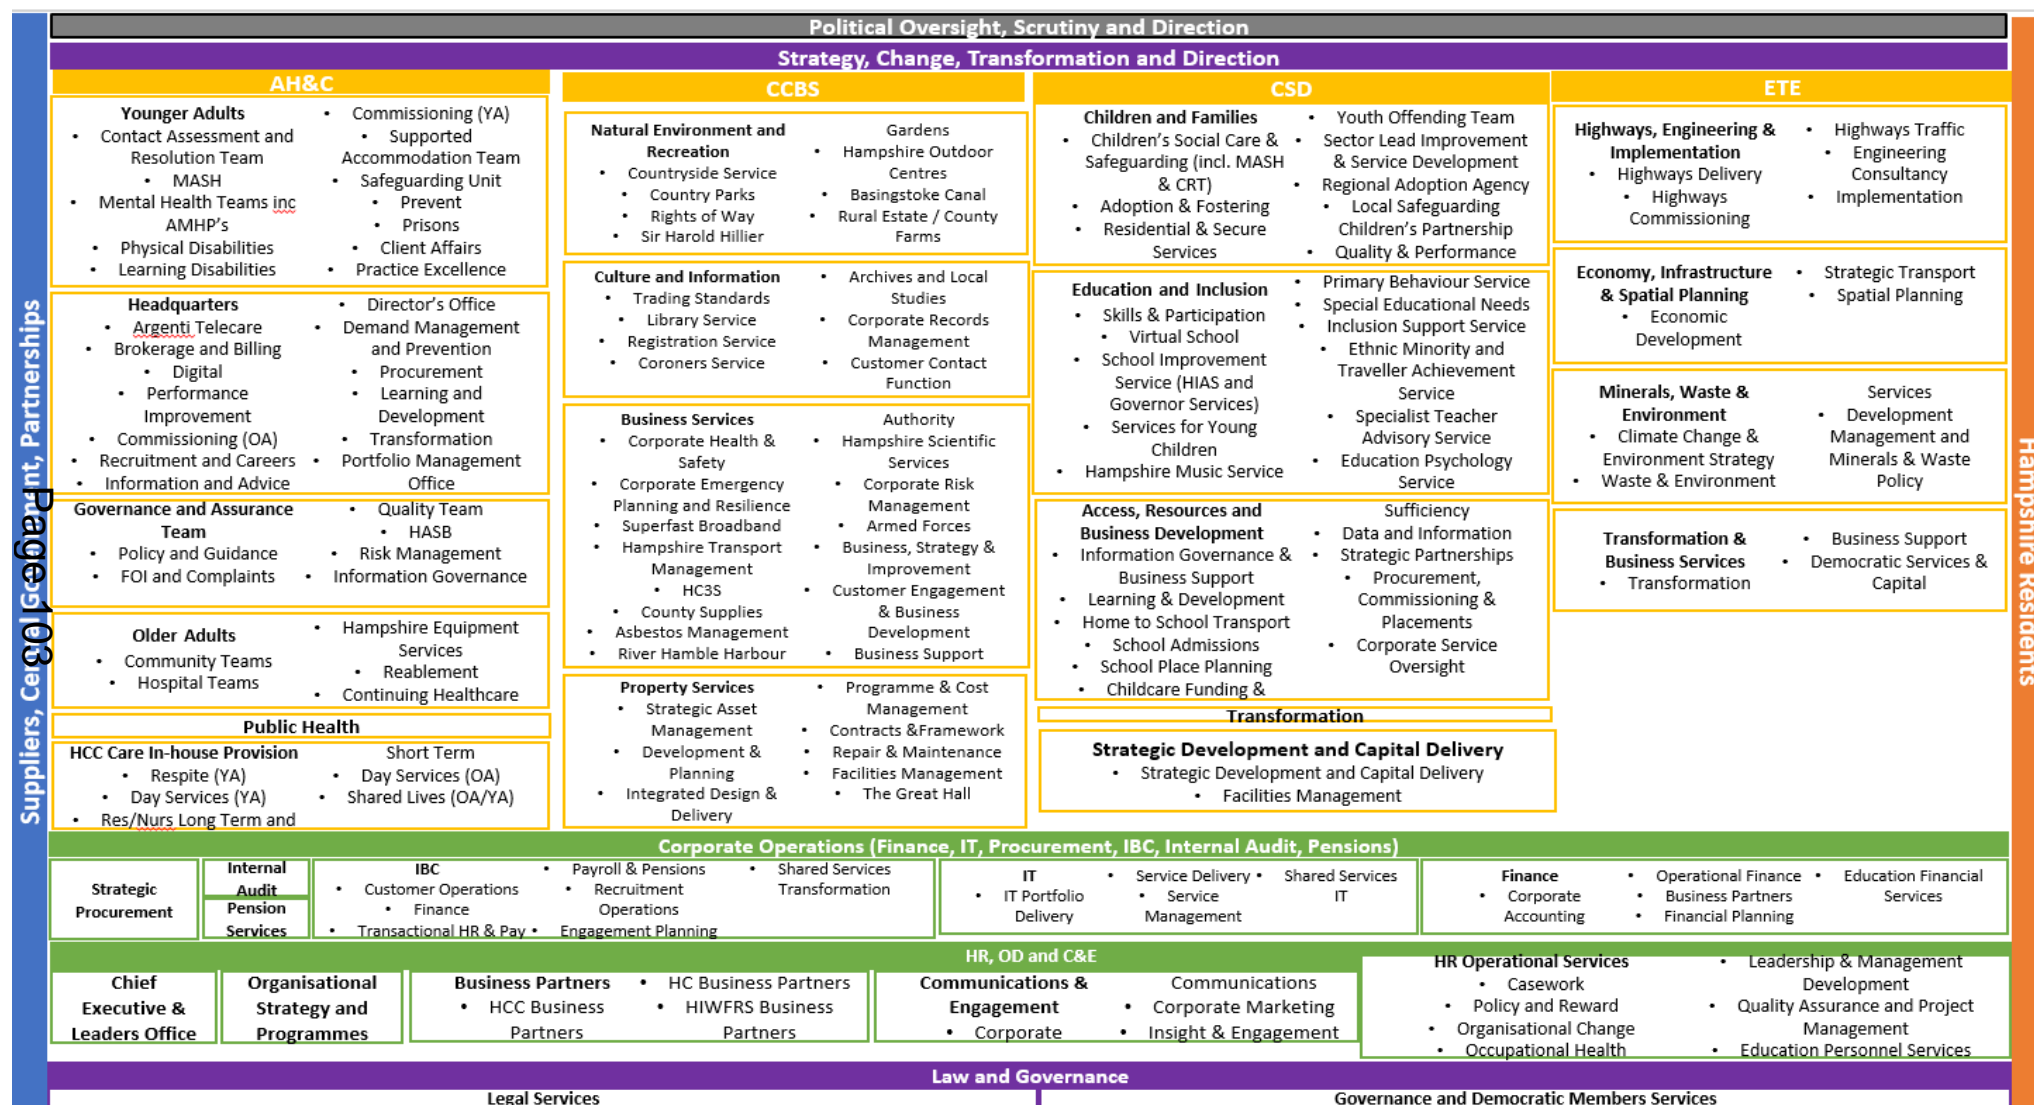 Political Oversight, Scrutiny and Direction
Strategy, Change, Transformation and Direction
Suppliers, Central Government, Partnerships
Page 103
Hampshire Residents
AH&C
Younger Adults
• Contact Assessment and
Resolution Team
• MASH
• Mental Health Teams inc
AMHP's
• Physical Disabilities
• Learning Disabilities
• Commissioning (YA)
• Supported
Accommodation Team
• Safeguarding Unit
• Prevent
• Prisons
• Client Affairs
• Practice Excellence
Headquarters
• Argenti Telecare
• Brokerage and Billing
• Digital
• Performance
Improvement
• Commissioning (OA)
• Recruitment and Careers
• Information and Advice
• Director's Office
• Demand Management
and Prevention
• Procurement
• Learning and
Development
• Transformation
• Portfolio Management
Office
Governance and Assurance
Team
• Policy and Guidance
• FOI and Complaints
• Quality Team
• HASB
• Risk Management
• Information Governance
Older Adults
• Community Teams
• Hospital Teams
• Hampshire Equipment
Services
• Reablement
• Continuing Healthcare
Public Health
HCC Care In-house Provision
• Respite (YA)
• Day Services (YA)
• Res/Nurs Long Term and
Short Term
• Day Services (OA)
• Shared Lives (OA/YA)
CCBS
Natural Environment and
Recreation
• Countryside Service
• Country Parks
• Rights of Way
• Sir Harold Hillier
Gardens
• Hampshire Outdoor
Centres
• Basingstoke Canal
• Rural Estate / County
Farms
Culture and Information
• Trading Standards
• Library Service
• Registration Service
• Coroners Service
• Archives and Local
Studies
• Corporate Records
Management
• Customer Contact
Function
Business Services
• Corporate Health &
Safety
• Corporate Emergency
Planning and Resilience
• Superfast Broadband
• Hampshire Transport
Management
• HC3S
• County Supplies
• Asbestos Management
• River Hamble Harbour
Authority
• Hampshire Scientific
Services
• Corporate Risk
Management
• Armed Forces
• Business, Strategy &
Improvement
• Customer Engagement
& Business
Development
• Business Support
Property Services
• Strategic Asset
Management
• Development &
Planning
• Integrated Design &
Delivery
• Programme & Cost
Management
• Contracts &Framework
• Repair & Maintenance
• Facilities Management
• The Great Hall
CSD
Children and Families
• Children's Social Care &
Safeguarding (incl. MASH
& CRT)
• Adoption & Fostering
• Residential & Secure
Services
• Youth Offending Team
• Sector Lead Improvement
& Service Development
• Regional Adoption Agency
• Local Safeguarding
Children's Partnership
• Quality & Performance
Education and Inclusion
• Skills & Participation
• Virtual School
• School Improvement
Service (HIAS and
Governor Services)
• Services for Young
Children
• Hampshire Music Service
• Primary Behaviour Service
• Special Educational Needs
• Inclusion Support Service
• Ethnic Minority and
Traveller Achievement
Service
• Specialist Teacher
Advisory Service
• Education Psychology
Service
Access, Resources and
Business Development
• Information Governance &
Business Support
• Learning & Development
• Home to School Transport
• School Admissions
• School Place Planning
• Childcare Funding &
Sufficiency
• Data and Information
• Strategic Partnerships
• Procurement,
Commissioning &
Placements
• Corporate Service
Oversight
Transformation
Strategic Development and Capital Delivery
• Strategic Development and Capital Delivery
• Facilities Management
ETE
Highways, Engineering &
Implementation
• Highways Delivery
• Highways
Commissioning
• Highways Traffic
• Engineering
Consultancy
• Implementation
Economy, Infrastructure
& Spatial Planning
• Economic
Development
• Strategic Transport
• Spatial Planning
Minerals, Waste &
Environment
• Climate Change &
Environment Strategy
• Waste & Environment
Services
• Development
Management and
Minerals & Waste
Policy
Transformation &
Business Services
• Transformation
• Business Support
• Democratic Services &
Capital
Corporate Operations (Finance, IT, Procurement, IBC, Internal Audit, Pensions)
Strategic
Procurement
Internal
Audit
Pension
Services
IBC
• Customer Operations
• Finance
• Transactional HR & Pay
• Payroll & Pensions
• Recruitment
Operations
• Engagement Planning
• Shared Services
Transformation
IT
• IT Portfolio
Delivery
• Service Delivery
• Service
Management
• Shared Services
IT
Finance
• Corporate
Accounting
• Operational Finance
• Business Partners
• Financial Planning
• Education Financial
Services
HR, OD and C&E
Chief
Executive &
Leaders Office
Organisational
Strategy and
Programmes
Business Partners
• HCC Business
Partners
• HC Business Partners
• HIWFRS Business
Partners
Communications &
Engagement
• Corporate
Communications
• Corporate Marketing
• Insight & Engagement
HR Operational Services
• Casework
• Policy and Reward
• Organisational Change
• Occupational Health
• Leadership & Management
Development
• Quality Assurance and Project
Management
• Education Personnel Services
Law and Governance
Legal Services
Governance and Democratic Members Services